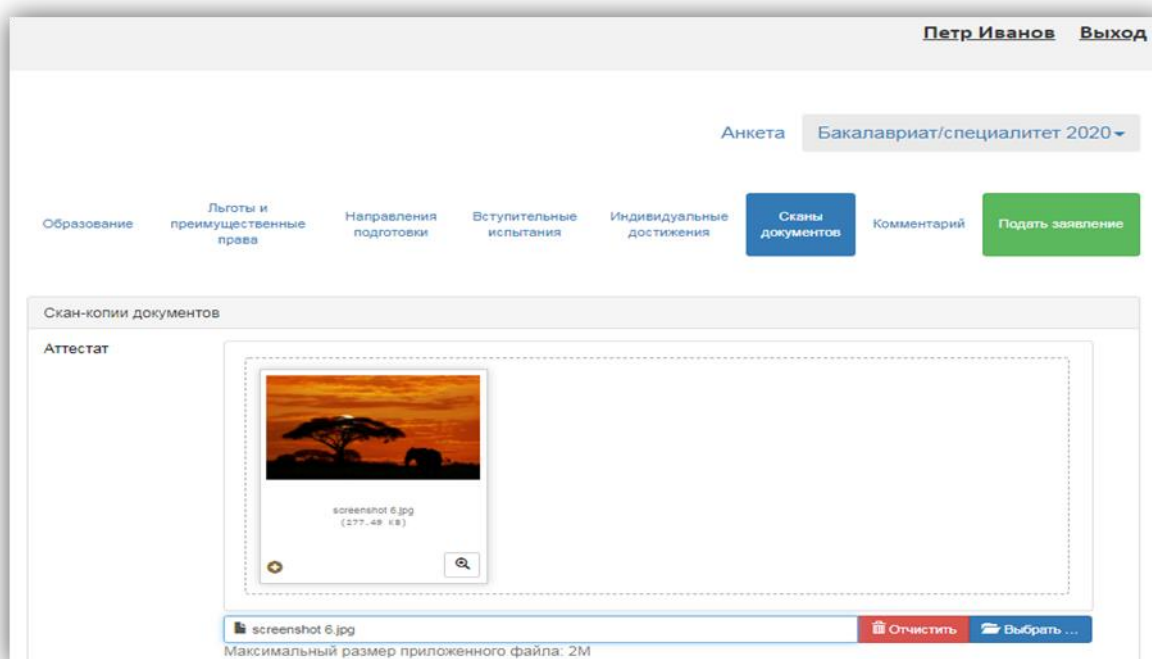 Петр Иванов Выход
Анкета Бакалавриат/специалитет 2020
Образование
Льготы и
преимущественные
права
Направления
подготовки
Вступительные
испытания
Индивидуальные
достижения
Сканы
документов
Комментарий
Подать заявление
Скан-копии документов
Аттестат
screenshot 6.jpg
(277.49 KB)
screenshot 6.jpg
Отчистить
Выбрать ...
Максимальный размер приложенного файла: 2M